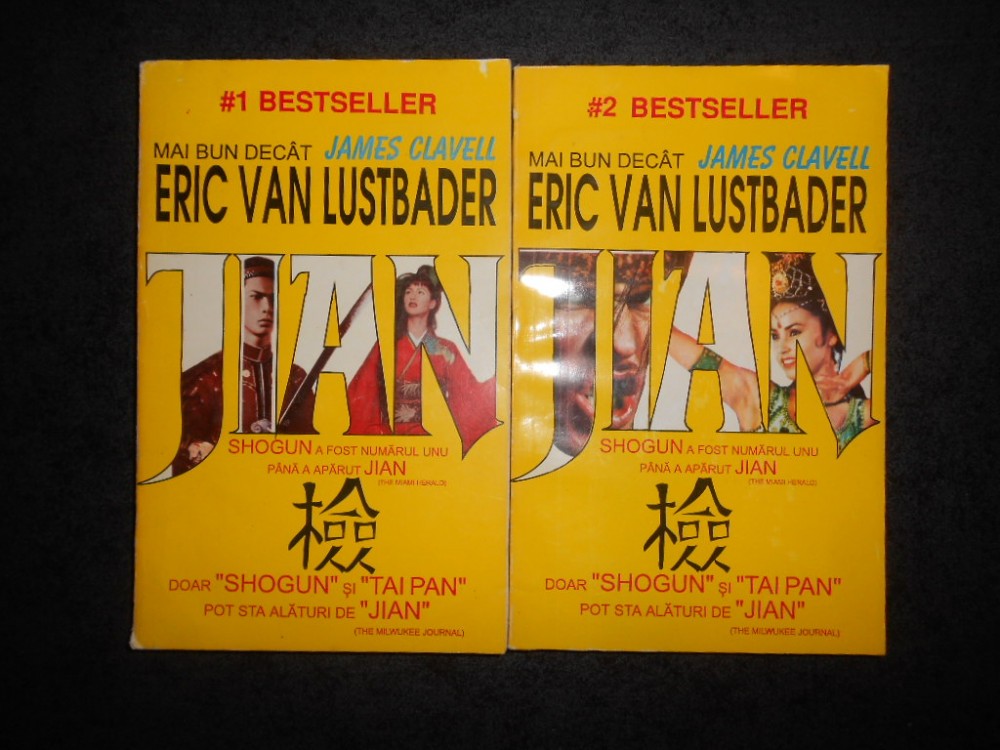 #1 BESTSELLER
MAI BUN DECÂT JAMES CLAVELL
ERIC VAN LUSTBADER
JIAN
SHOGUN A FOST NUMĂRUL UNU
PÂNĂ A APĂRUT JIAN
(THE MIAMI HERALD)
檢
DOAR "SHOGUN" ȘI "TAI PAN"
POT STA ALĂTURI DE "JIAN"
(THE MILWUKEE JOURNAL)
#2 BESTSELLER
MAI BUN DECÂT JAMES CLAVELL
ERIC VAN LUSTBADER
JIAN
SHOGUN A FOST NUMĂRUL UNU
PÂNĂ A APĂRUT JIAN
(THE MIAMI HERALD)
檢
DOAR "SHOGUN" ȘI "TAI PAN"
POT STA ALĂTURI DE "JIAN"
(THE MILWUKEE JOURNAL)